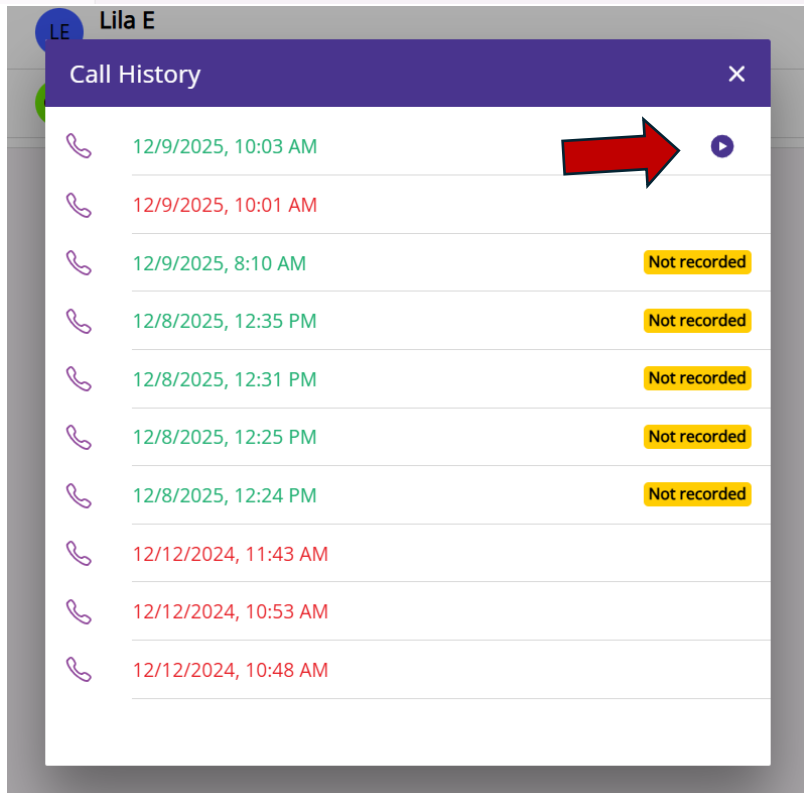 LE Lila E
Call History
12/9/2025, 10:03 AM
12/9/2025, 10:01 AM
12/9/2025, 8:10 AM Not recorded
12/8/2025, 12:35 PM Not recorded
12/8/2025, 12:31 PM Not recorded
12/8/2025, 12:25 PM Not recorded
12/8/2025, 12:24 PM Not recorded
12/12/2024, 11:43 AM
12/12/2024, 10:53 AM
12/12/2024, 10:48 AM